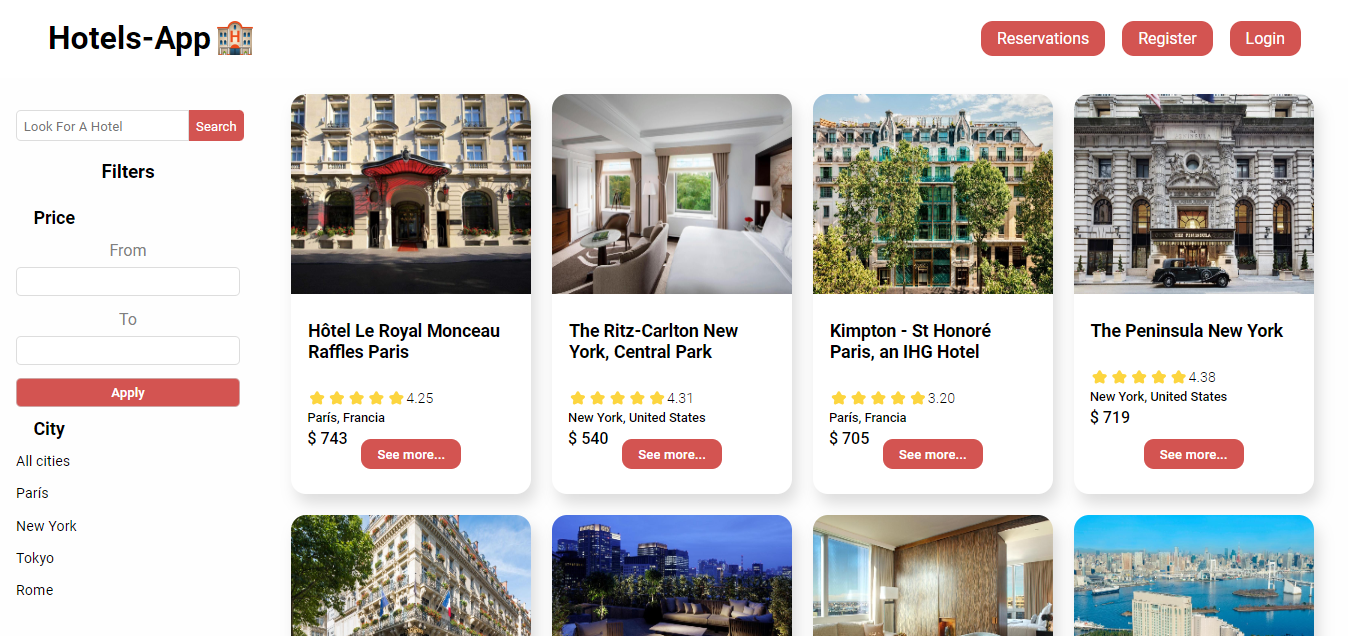 Hotels-App
Reservations
Register
Login
Look For A Hotel
Search
Filters
Price
From
To
Apply
City
All cities
París
New York
Tokyo
Rome
Hôtel Le Royal Monceau
Raffles Paris
4.25
París, Francia
$ 743
See more...
The Ritz-Carlton New
York, Central Park
4.31
New York, United States
$ 540
See more...
Kimpton - St Honoré
Paris, an IHG Hotel
3.20
París, Francia
$ 705
See more...
THE PENINSULA
The Peninsula New York
4.38
New York, United States
$ 719
See more...